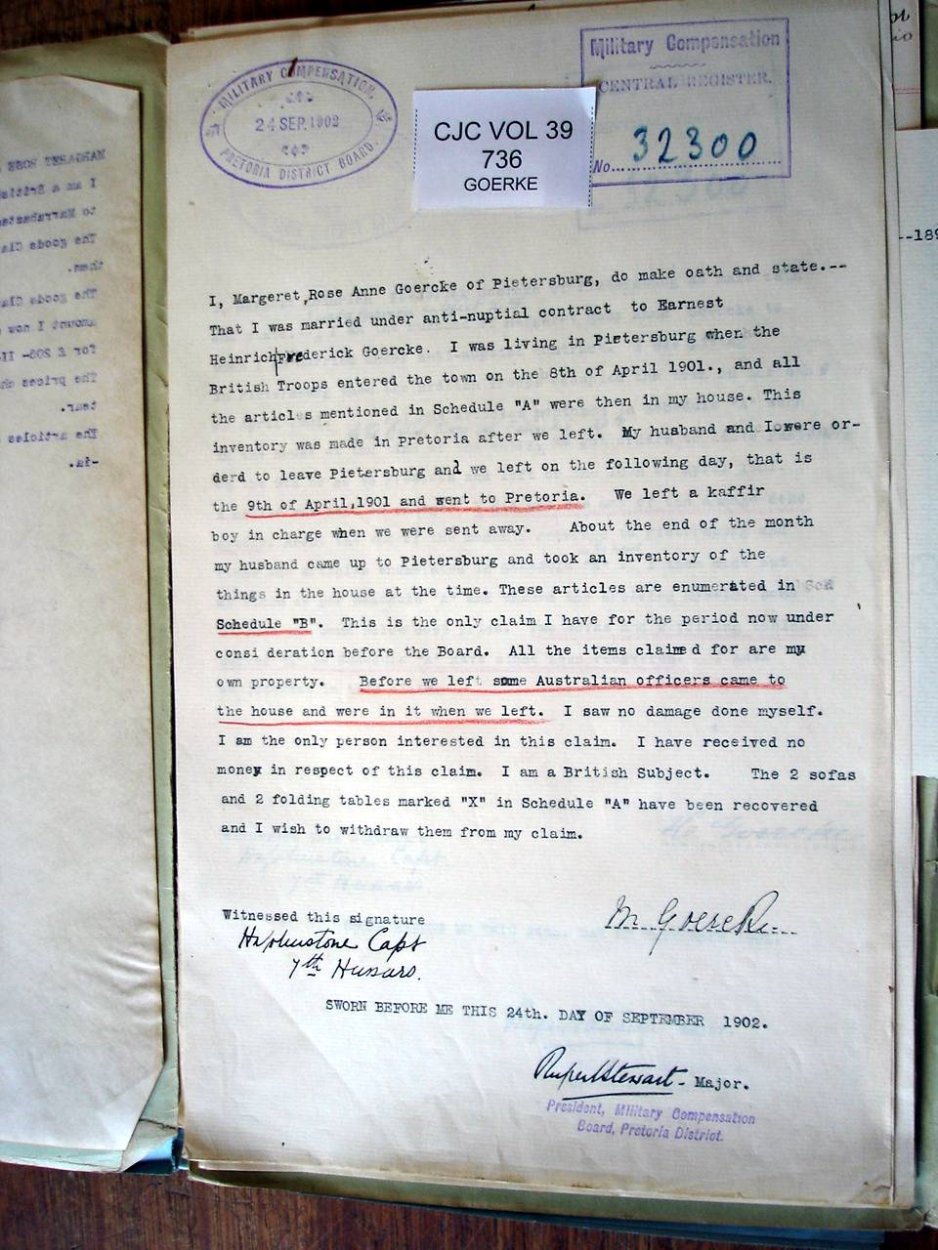 MILITARY COMPENSATION,
24 SEP. 1902
PRETORIA DISTRICT BOARD.
CJC VOL 39
736
GOERKE
Military Compensation
CENTRAL REGISTER.
No. 32300
I, Margaret,Rose Anne Goercke of Pietersburg, do make oath and state.--
That I was married under anti-nuptial contract to Earnest
Heinrich Frederick Goercke. I was living in Pietersburg when the
British Troops entered the town on the 8th of April 1901., and all
the articles mentioned in Schedule "A" were then in my house. This
inventory was made in Pretoria after we left. My husband and I were or-
derd to leave Pietersburg and we left on the following day, that is
the 9th of April,1901 and went to Pretoria. We left a kaffir
boy in charge when we were sent away. About the end of the month
my husband came up to Pietersburg and took an inventory of the
things in the house at the time. These articles are enumerated in
Schedule "B". This is the only claim I have for the period now under
consi deration before the Board. All the items claimed for are my
own property. Before we left some Australian officers came to
the house and were in it when we left. I saw no damage done myself.
I am the only person interested in this claim. I have received no
money in respect of this claim. I am a British Subject. The 2 sofas
and 2 folding tables marked "X" in Schedule "A" have been recovered
and I wish to withdraw them from my claim.
Witnessed this signature
M Goercke
Capt
7th Hussars.
SWORN BEFORE ME THIS 24th. DAY OF SEPTEMBER 1902.
Rupert Stewart - Major.
President, Military Compensation
Board, Pretoria District.
--189